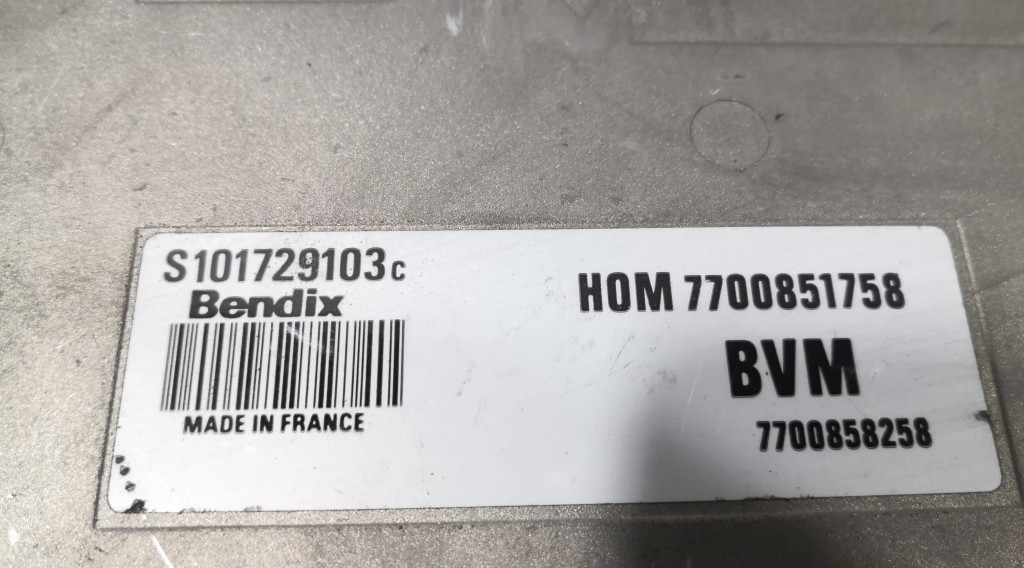 S101729103c
Bendix
MADE IN FRANCE
HOM 7700851758
BVM
7700858258